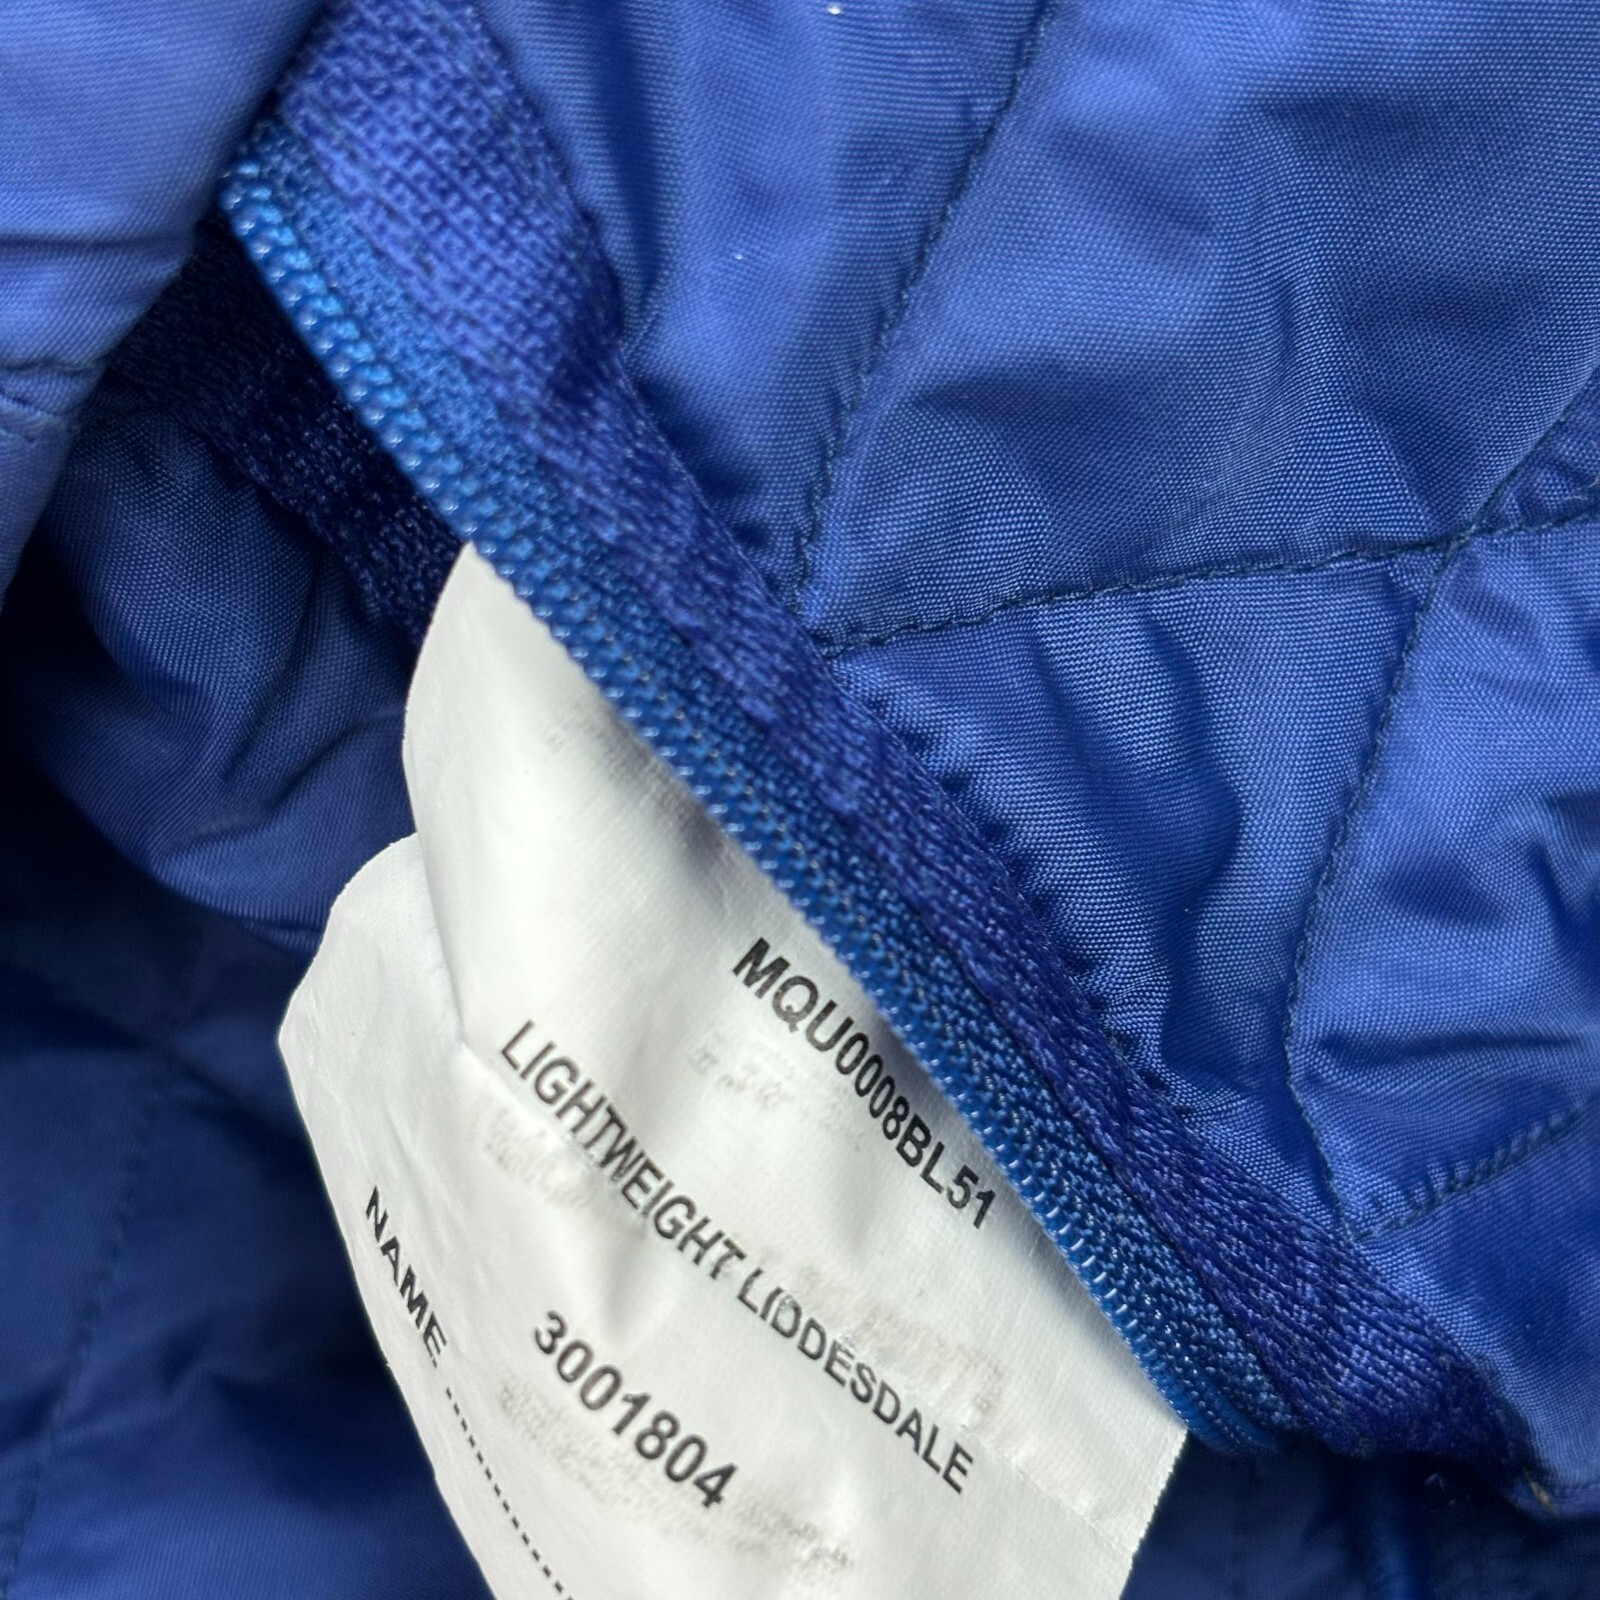 MQU0008BL51
LIGHTWEIGHT LIDDESDALE
3001804
NAME